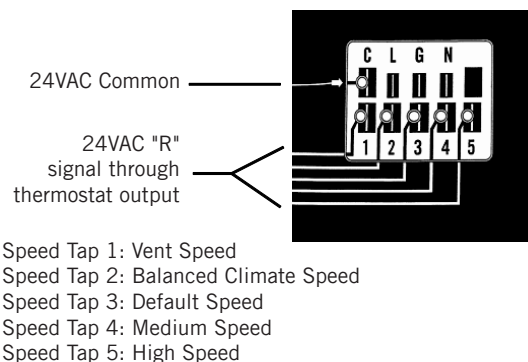 C L G N
24VAC Common
24VAC "R"
signal through
thermostat output
1 2 3 4 5
Speed Tap 1: Vent Speed
Speed Tap 2: Balanced Climate Speed
Speed Tap 3: Default Speed
Speed Tap 4: Medium Speed
Speed Tap 5: High Speed